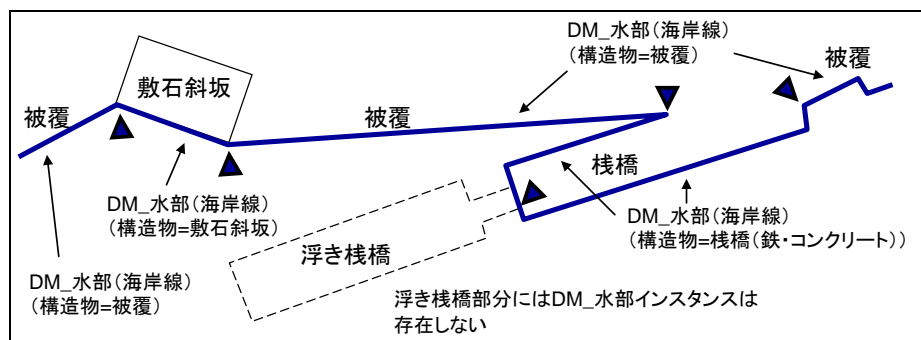 DM_水部(海岸線)
(構造物=被覆)
被覆
敷石斜坂
被覆
被覆
桟橋
DM_水部(海岸線)
(構造物=敷石斜坂)
DM_水部(海岸線)
(構造物=桟橋(鉄・コンクリート))
浮き桟橋
DM_水部(海岸線)
(構造物=被覆)
浮き桟橋部分にはDM_水部インスタンスは
存在しない